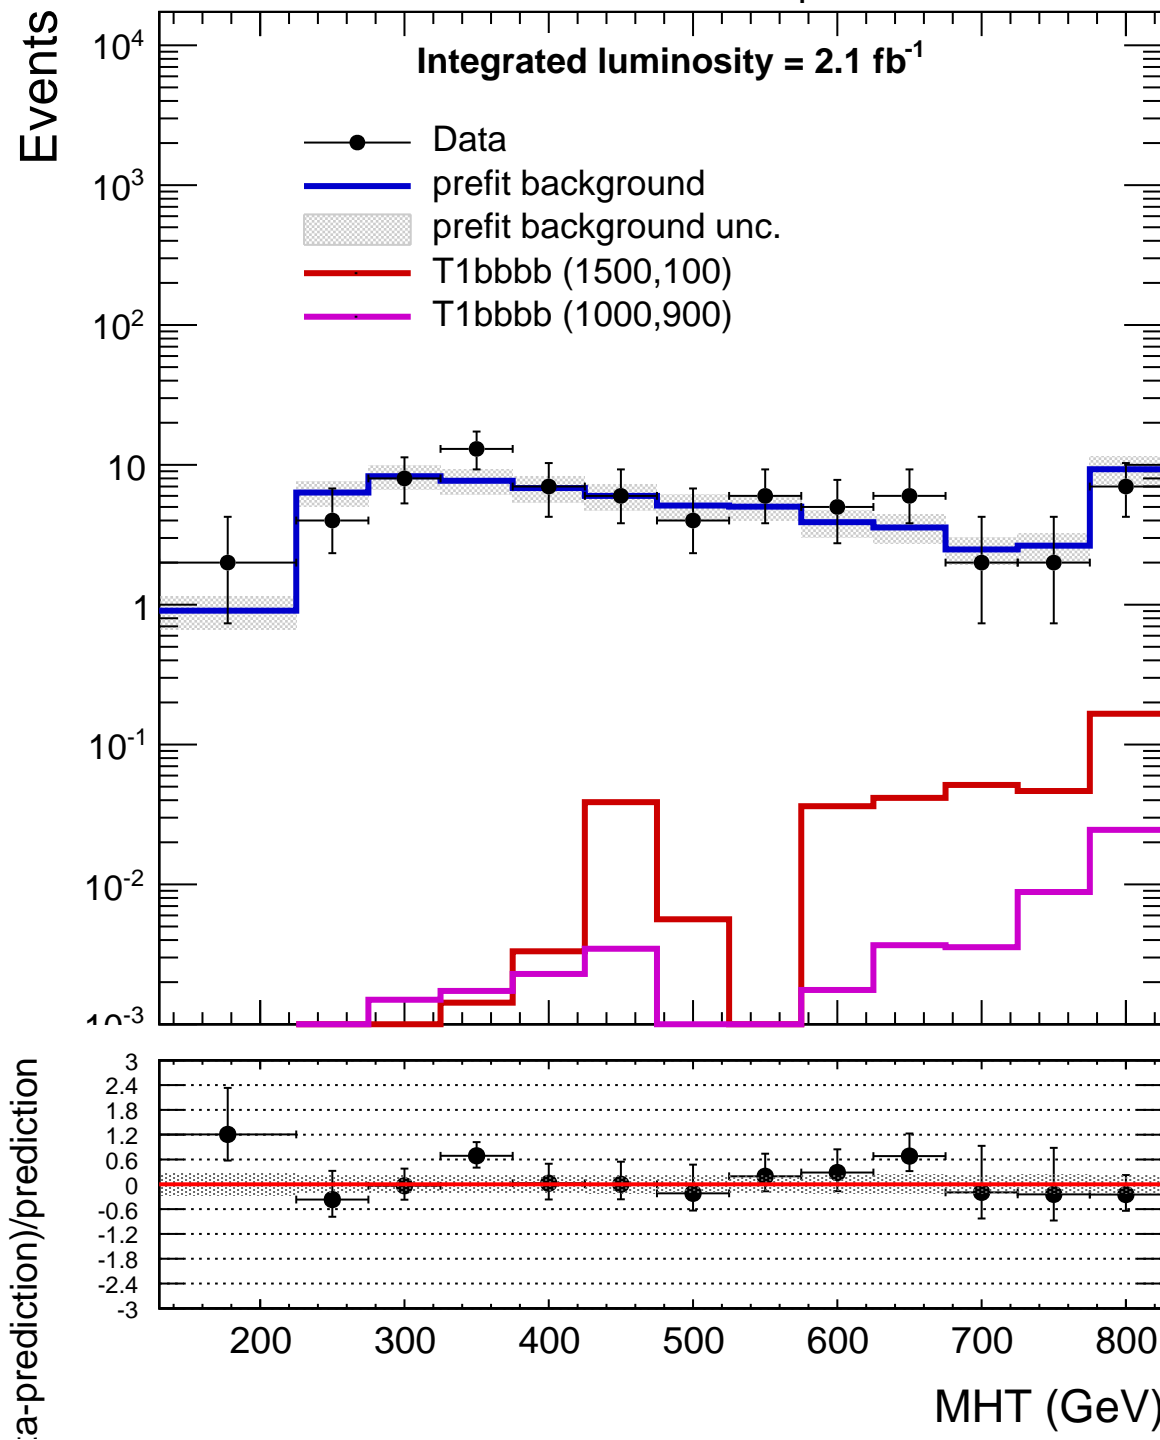 Events
10^4
10^3
10^2
10
1
10^-1
10^-2
10^-3
Integrated luminosity = 2.1 fb^-1
Data
prefit background
prefit background unc.
T1bbbb (1500,100)
T1bbbb (1000,900)
ta-prediction)/prediction
3
2.4
1.8
1.2
0.6
0
-0.6
-1.2
-1.8
-2.4
-3
200 300 400 500 600 700 800
MHT (GeV)